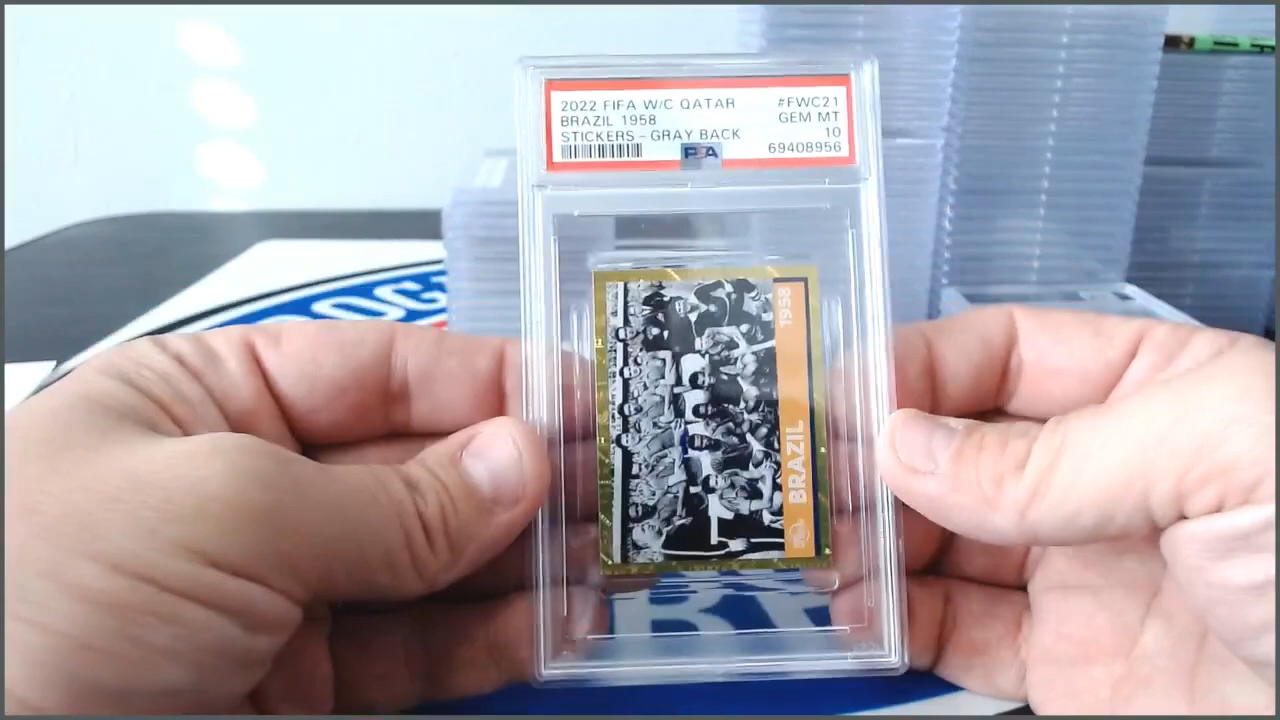 2022 FIFA W/C QATAR #FWC21
BRAZIL 1958 GEM MT
STICKERS - GRAY BACK 10
PSA 69408956
1958
BRAZIL